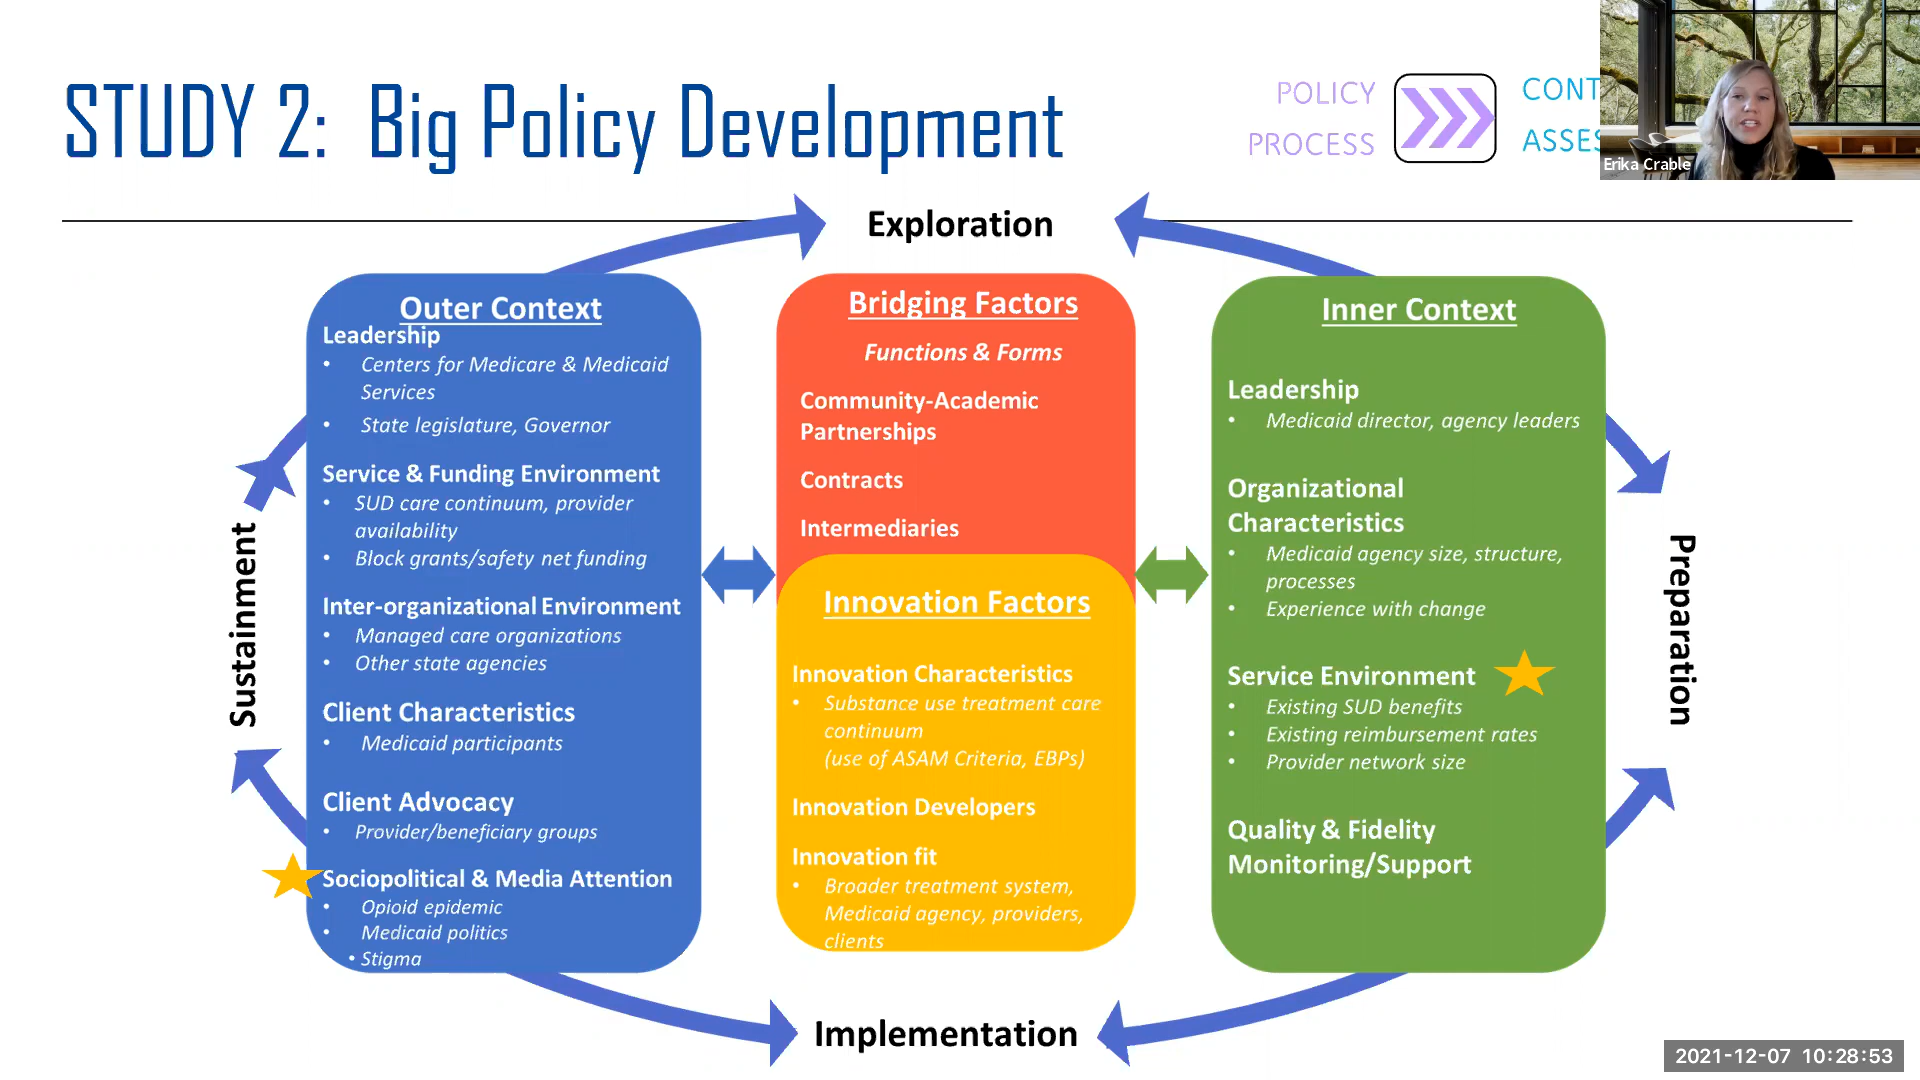 STUDY 2: Big Policy Development
POLICY
PROCESS
CONT
ASSES
Erika Crable
Exploration
Outer Context
Leadership
• Centers for Medicare & Medicaid
Services
• State legislature, Governor
Service & Funding Environment
• SUD care continuum, provider
availability
• Block grants/safety net funding
Inter-organizational Environment
• Managed care organizations
• Other state agencies
Client Characteristics
• Medicaid participants
Client Advocacy
• Provider/beneficiary groups
Sociopolitical & Media Attention
• Opioid epidemic
• Medicaid politics
• Stigma
Bridging Factors
Functions & Forms
Community-Academic
Partnerships
Contracts
Intermediaries
Innovation Factors
Innovation Characteristics
• Substance use treatment care
continuum
(use of ASAM Criteria, EBPs)
Innovation Developers
Innovation fit
• Broader treatment system,
Medicaid agency, providers,
clients
Inner Context
Leadership
• Medicaid director, agency leaders
Organizational
Characteristics
• Medicaid agency size, structure,
processes
• Experience with change
Service Environment
• Existing SUD benefits
• Existing reimbursement rates
• Provider network size
Quality & Fidelity
Monitoring/Support
Sustainment
Preparation
Implementation
2021-12-07 10:28:53